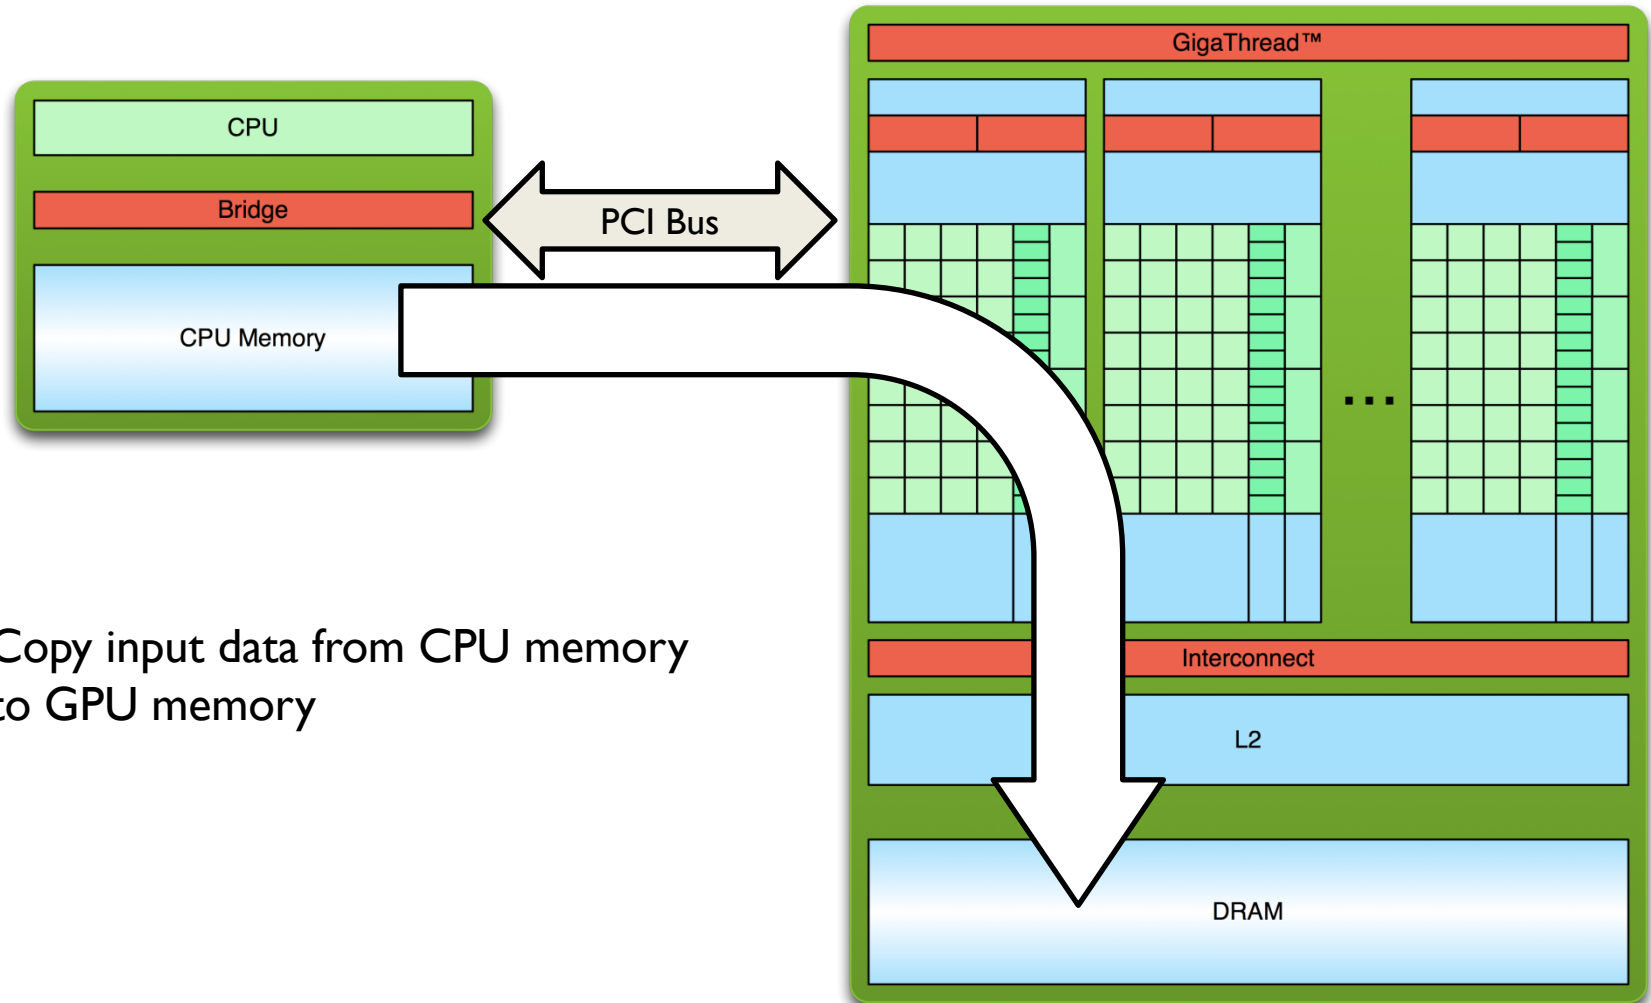 GigaThread™
CPU
Bridge
PCI Bus
CPU Memory
...
Copy input data from CPU memory
to GPU memory
Interconnect
L2
DRAM